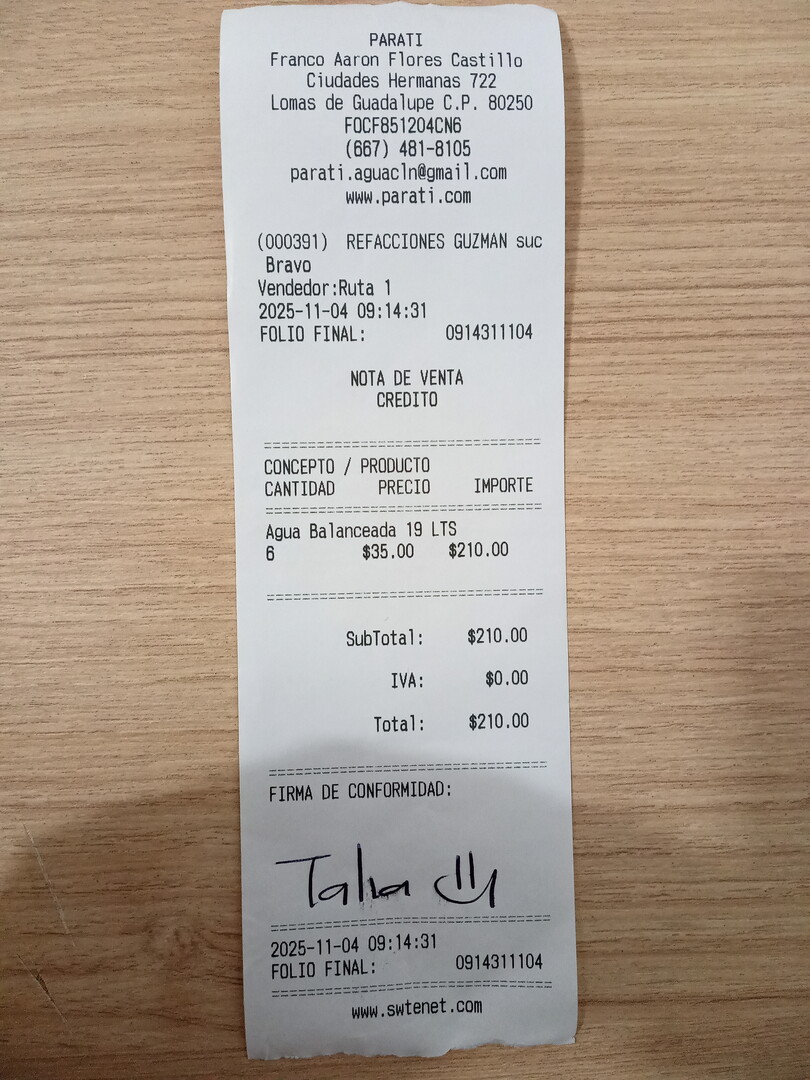 PARATI
Franco Aaron Flores Castillo
Ciudades Hermanas 722
Lomas de Guadalupe C.P. 80250
FOCF851204CN6
(667) 481-8105
parati.aguacln@gmail.com
www.parati.com
(000391) REFACCIONES GUZMAN suc
Bravo
Vendedor:Ruta 1
2025-11-04 09:14:31
FOLIO FINAL: 0914311104
NOTA DE VENTA
CREDITO
CONCEPTO / PRODUCTO
CANTIDAD PRECIO IMPORTE
Agua Balanceada 19 LTS
6 $35.00 $210.00
SubTotal: $210.00
IVA: $0.00
Total: $210.00
FIRMA DE CONFORMIDAD:
2025-11-04 09:14:31
FOLIO FINAL: 0914311104
www.swtenet.com